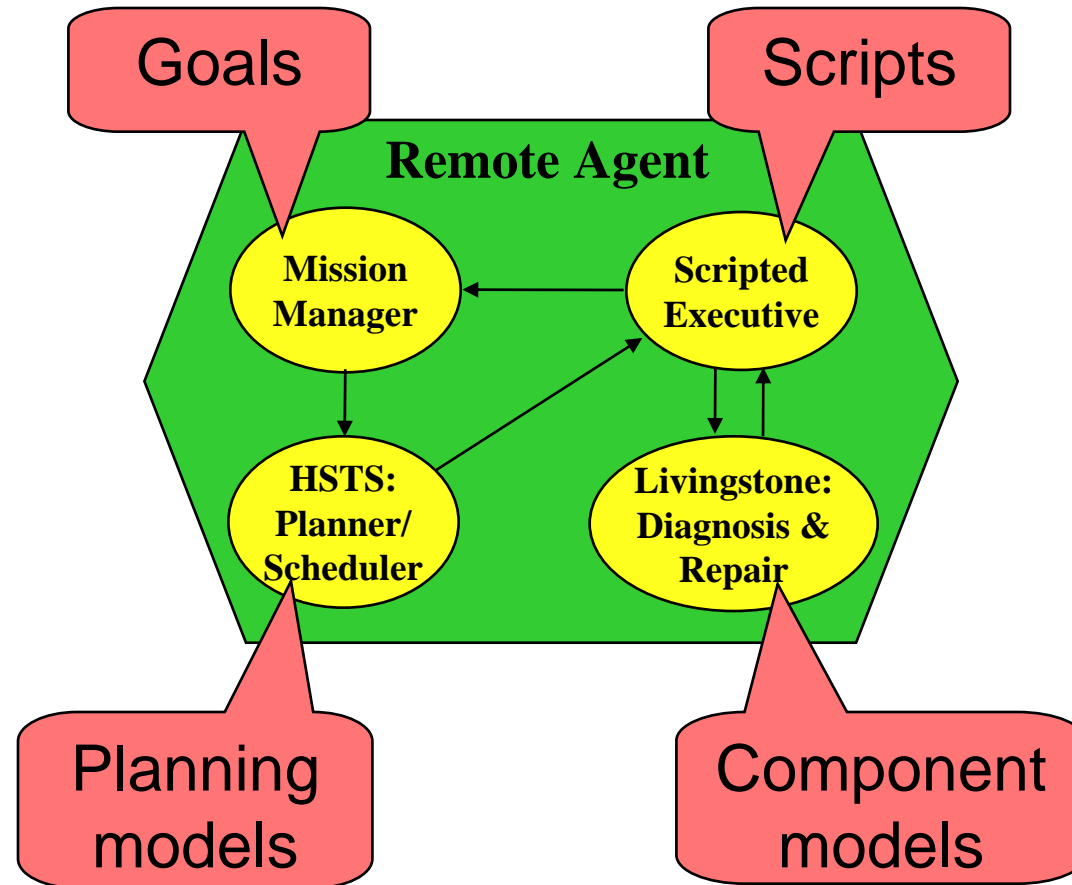 Goals
Scripts
Remote Agent
Mission
Manager
Scripted
Executive
HSTS:
Planner/
Scheduler
Livingstone:
Diagnosis &
Repair
Planning
models
Component
models